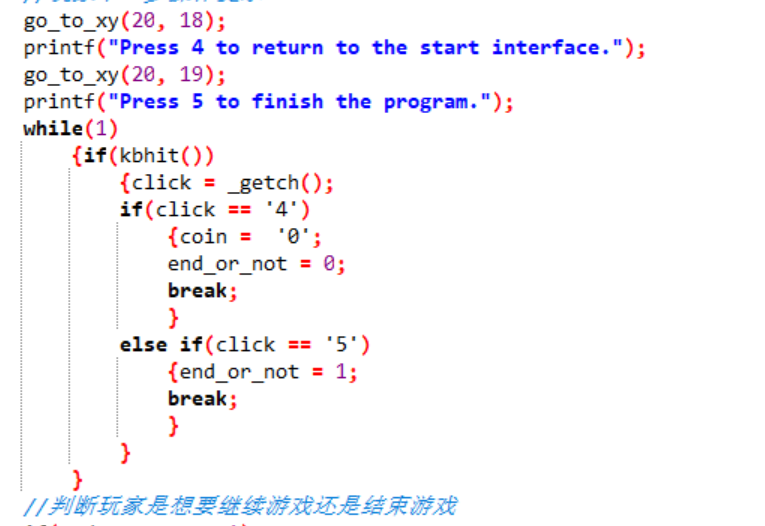 go_to_xy(20, 18);
printf("Press 4 to return to the start interface.");
go_to_xy(20, 19);
printf("Press 5 to finish the program.");
while(1)
{if(kbhit())
{click = _getch();
if(click == '4')
{coin =  '0';
end_or_not = 0;
break;
}
else if(click == '5')
{end_or_not = 1;
break;
}
}
}
//判断玩家是想要继续游戏还是结束游戏